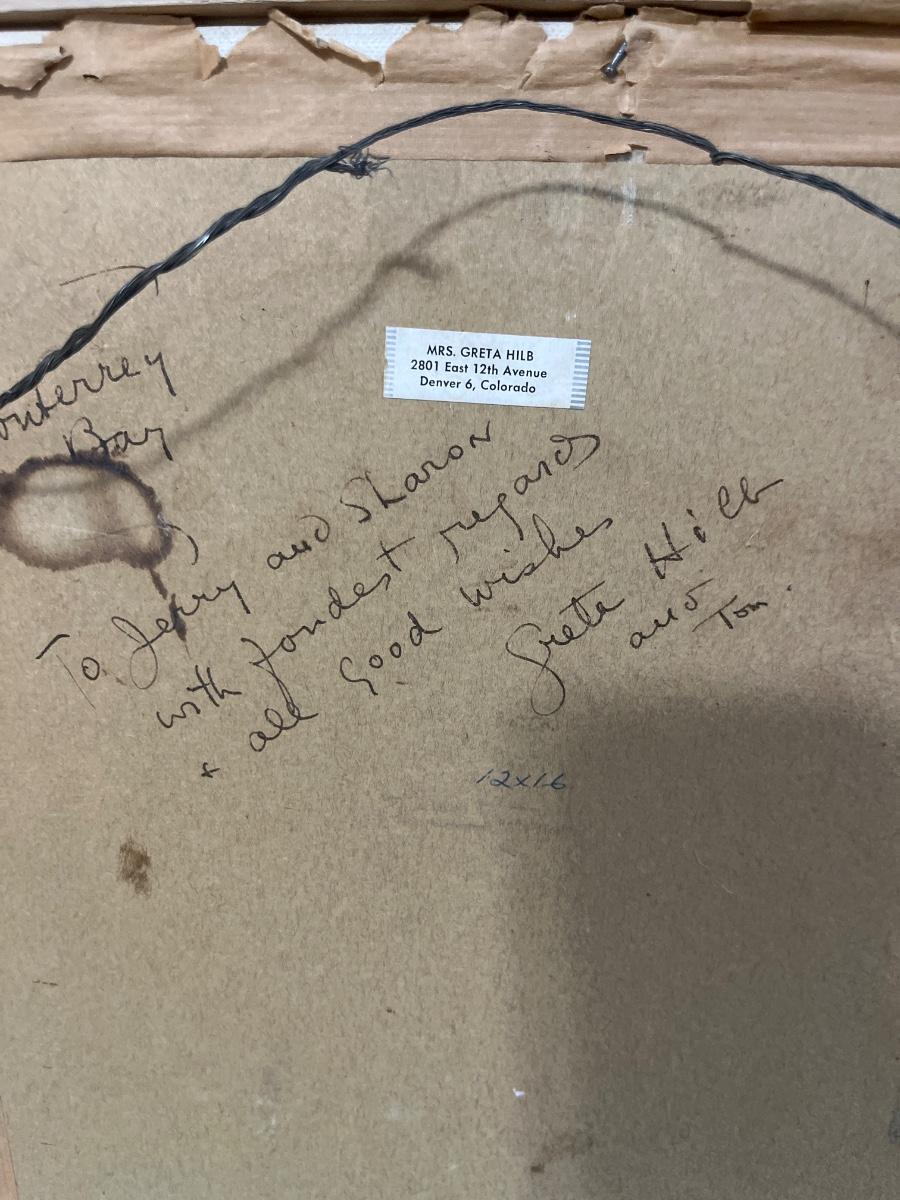 MRS. GRETA HILB
2801 East 12th Avenue
Denver 6, Colorado
onterrey
Bay
To Jerry and Sharon
with fondest regards
+ all Good wishes
Greta Hilb
and
Tom.
12x16